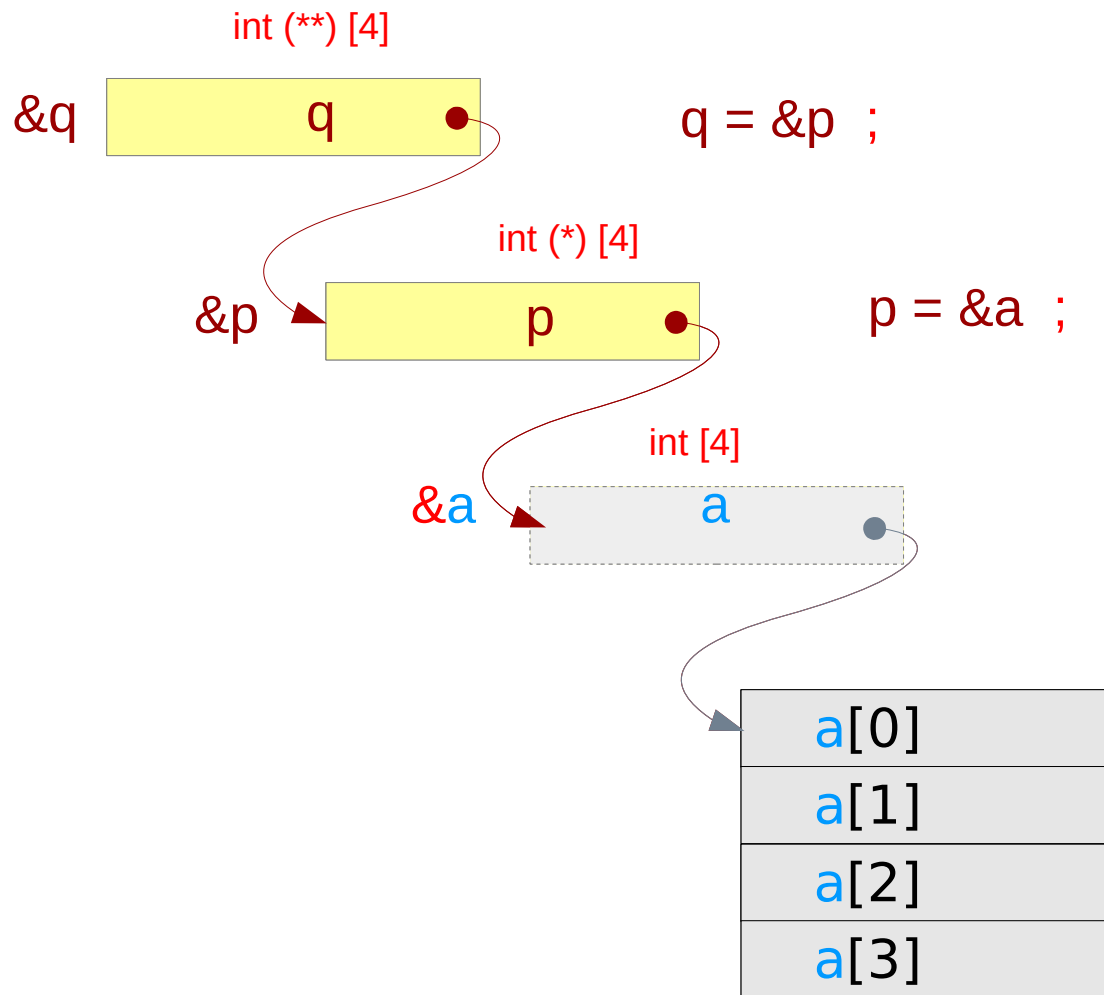 int (**) [4]
&q q q = &p ;
int (*) [4]
&p p p = &a ;
int [4]
&a a
a[0]
a[1]
a[2]
a[3]